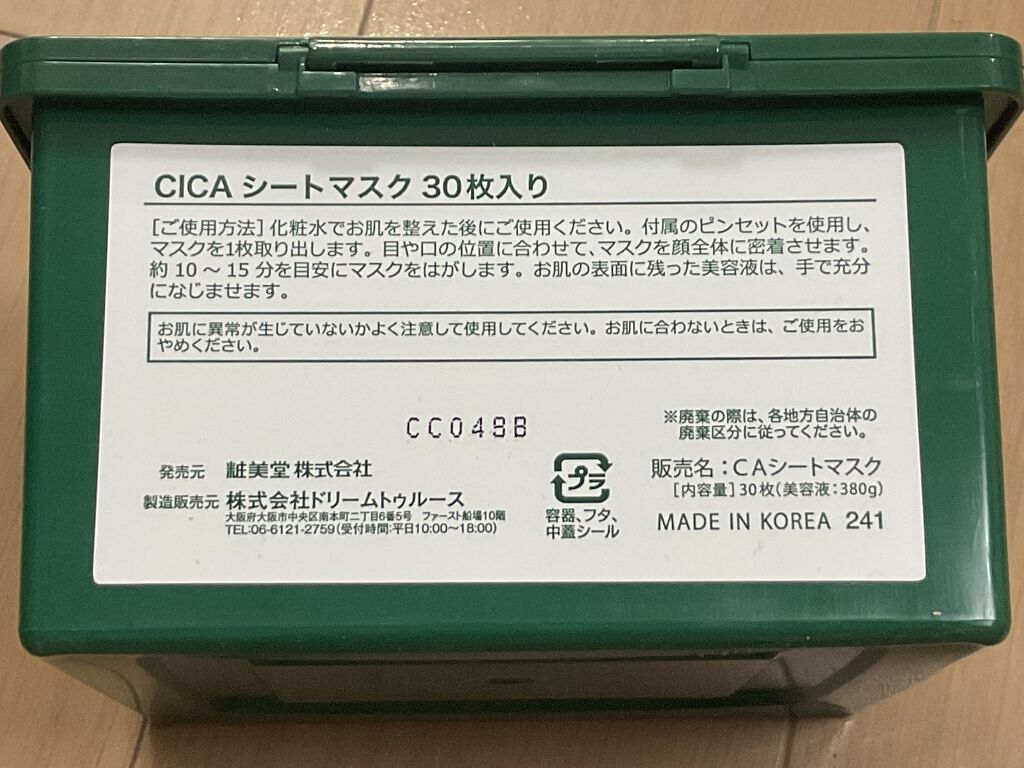 CICA シートマスク 30枚入り
[ご使用方法] 化粧水でお肌を整えた後にご使用ください。付属のピンセットを使用し、
マスクを1枚取り出します。目や口の位置に合わせて、マスクを顔全体に密着させます。
約 10 ～ 15 分を目安にマスクをはがします。お肌の表面に残った美容液は、手で充分
になじませます。
お肌に異常が生じていないかよく注意して使用してください。お肌に合わないときは、ご使用をお
やめください。
CC048B
※廃棄の際は、各地方自治体の
廃棄区分に従ってください。
発売元 粧美堂 株式会社
製造販売元 株式会社ドリームトゥルース
大阪府大阪市中央区南本町二丁目6番5号 ファースト船場10階
TEL:06-6121-2759(受付時間:平日10:00～18:00)
プラ
容器、フタ、
中蓋シール
販売名：CAシートマスク
[内容量] 30枚(美容液：380g)
MADE IN KOREA 241